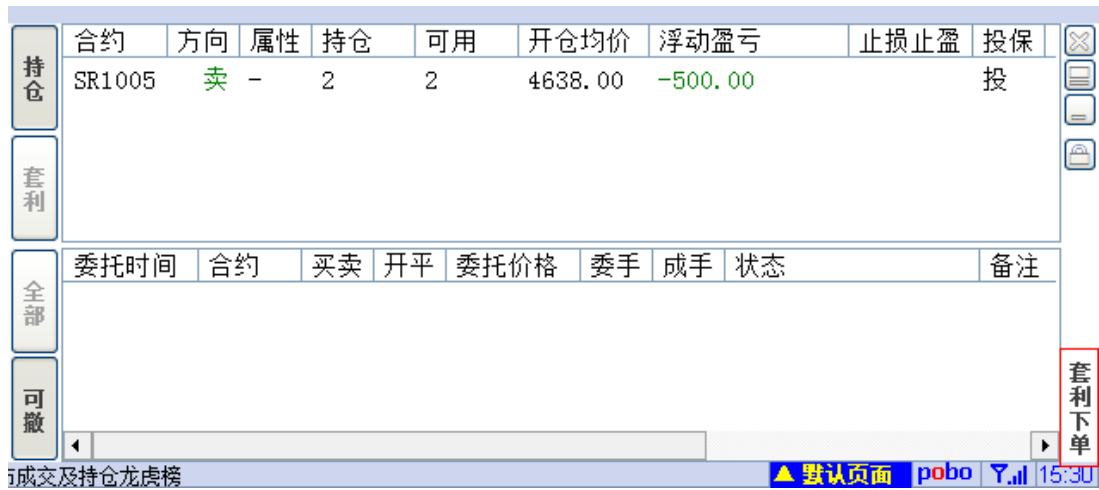 持仓
合约 方向 属性 持仓 可用 开仓均价 浮动盈亏 止损止盈 投保
SR1005 卖 - 2 2 4638.00 -500.00 投
套利
委托时间 合约 买卖 开平 委托价格 委手 成手 状态 备注
全部
可撤
套利下单
成交及持仓龙虎榜 默认页面 pobo 15:30